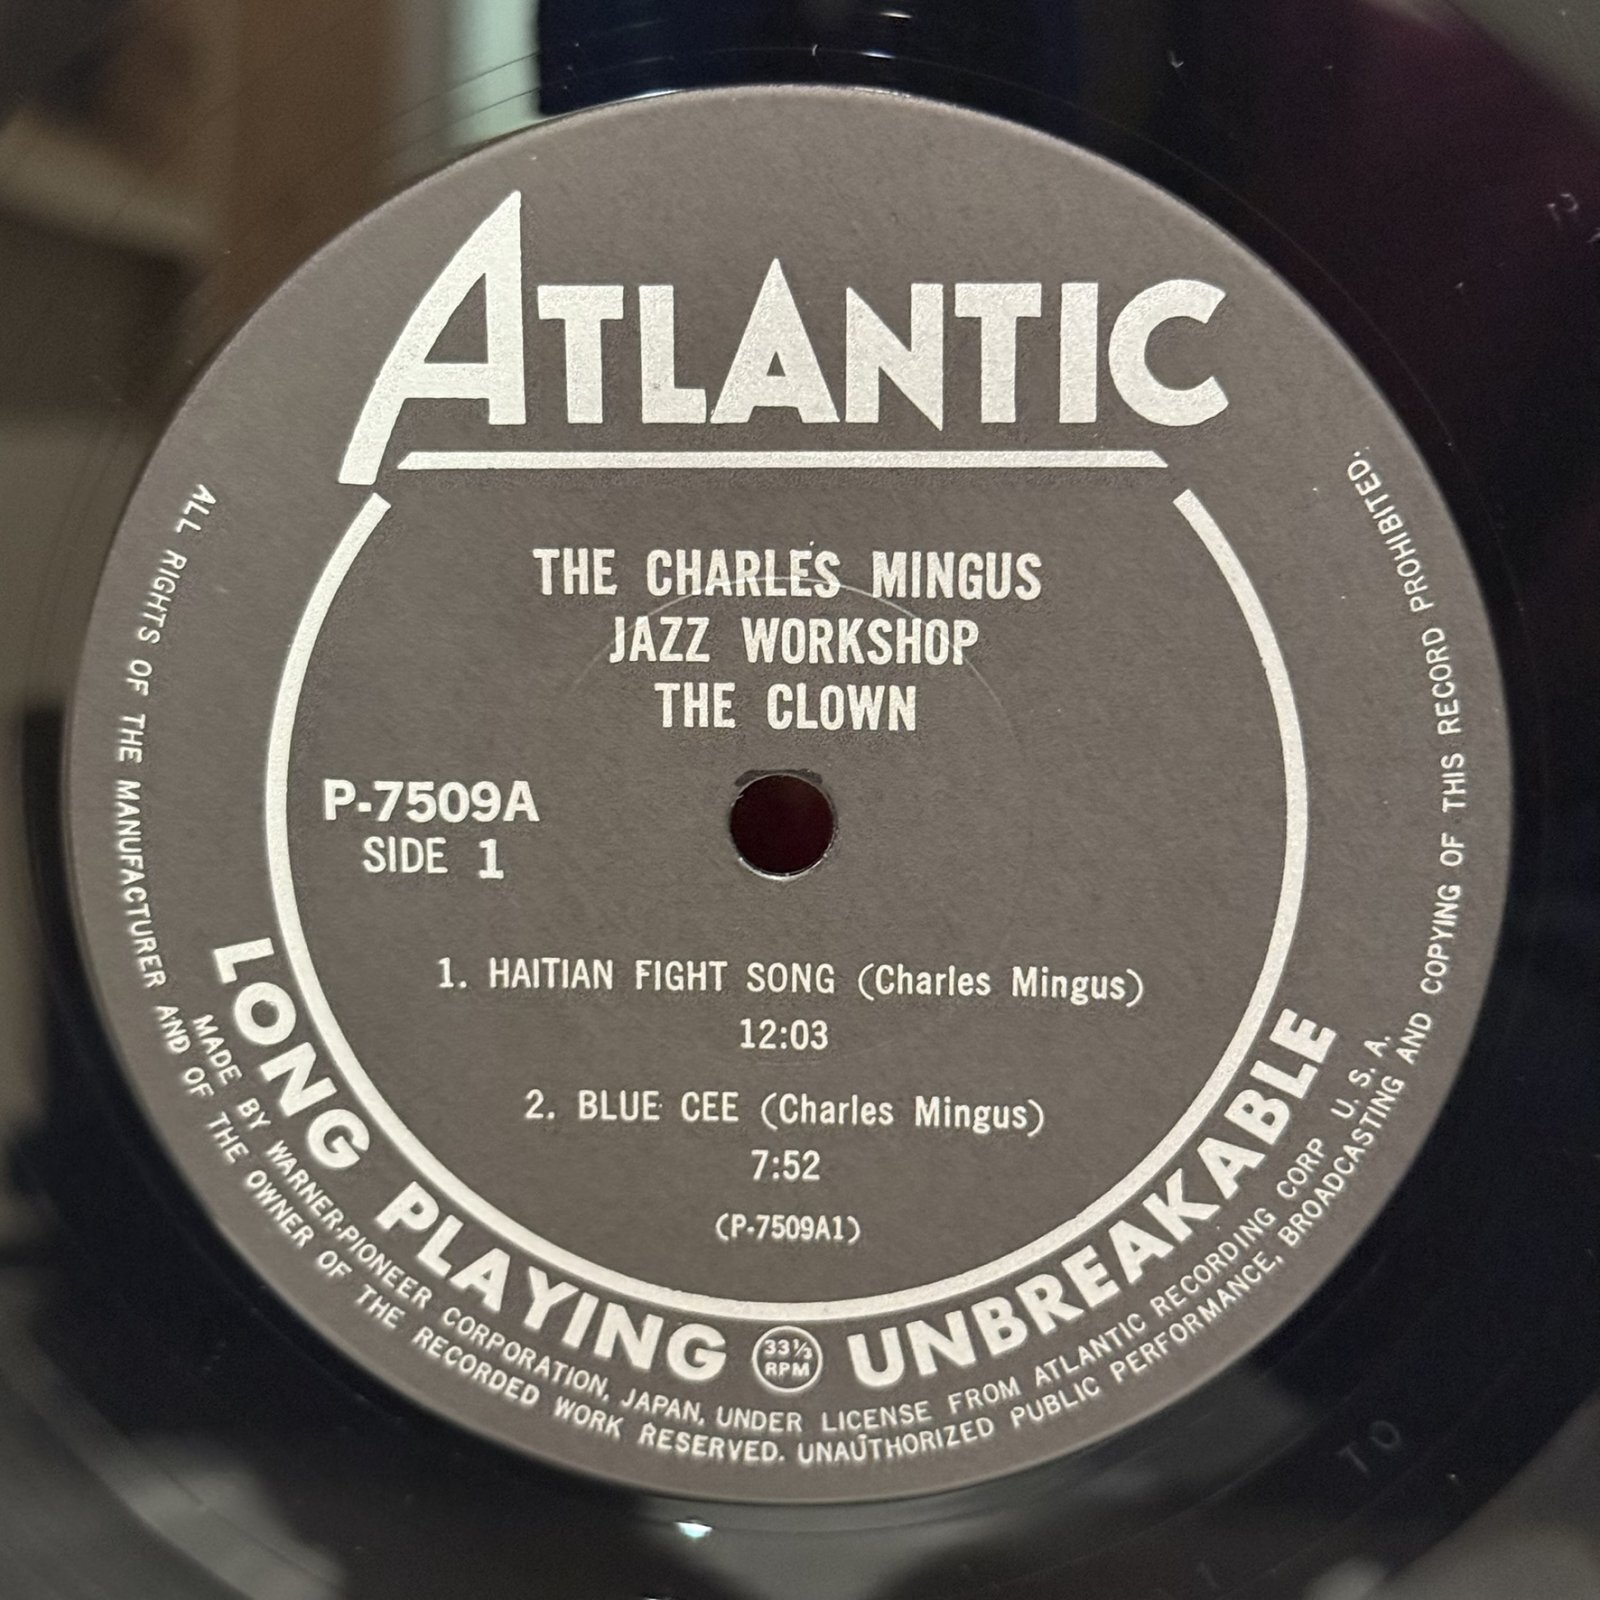 ATLANTIC
THE CHARLES MINGUS
JAZZ WORKSHOP
THE CLOWN
P-7509A
SIDE 1
1. HAITIAN FIGHT SONG (Charles Mingus)
12:03
2. BLUE CEE (Charles Mingus)
7:52
(P-7509A1)
LONG PLAYING 33⅓ RPM UNBREAKABLE
MADE BY WARNER-PIONEER CORPORATION, JAPAN, UNDER LICENSE FROM ATLANTIC RECORDING CORP U. S. A.
ALL RIGHTS OF THE MANUFACTURER AND OF THE OWNER OF THE RECORDED WORK RESERVED. UNAUTHORIZED PUBLIC PERFORMANCE, BROADCASTING AND COPYING OF THIS RECORD PROHIBITED.